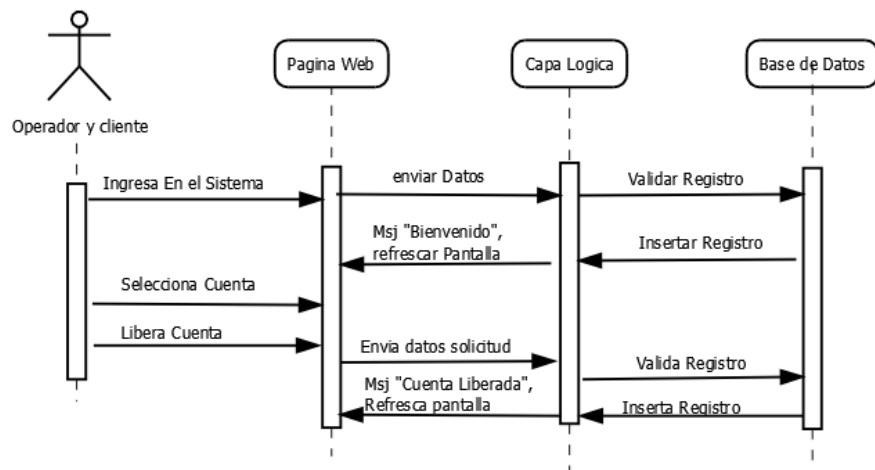 Pagina Web
Capa Logica
Base de Datos
Operador y cliente
Ingresa En el Sistema
enviar Datos
Validar Registro
Msj "Bienvenido",
refrescar Pantalla
Insertar Registro
Selecciona Cuenta
Libera Cuenta
Envia datos solicitud
Valida Registro
Msj "Cuenta Liberada",
Refresca pantalla
Inserta Registro